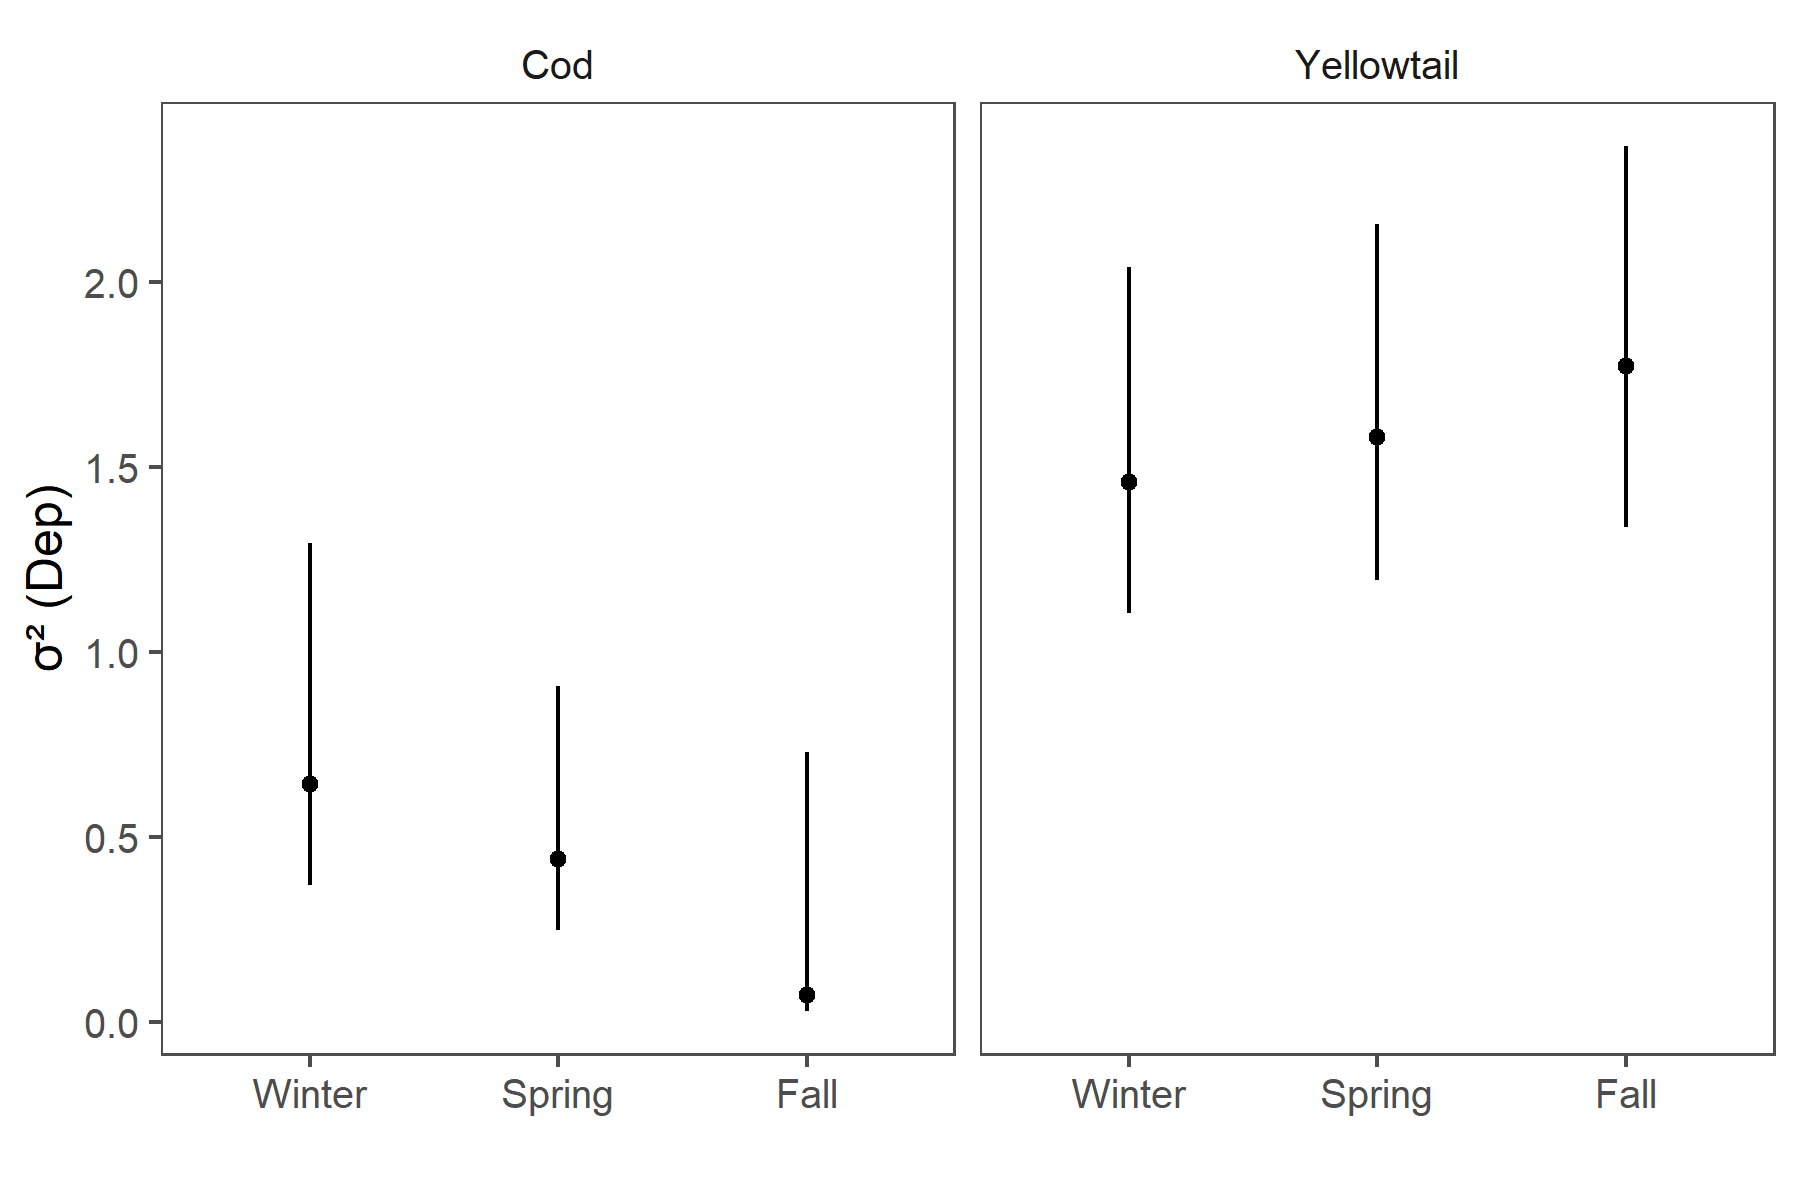 Cod
Yellowtail
σ² (Dep)
2.0
1.5
1.0
0.5
0.0
Winter Spring Fall
Winter Spring Fall